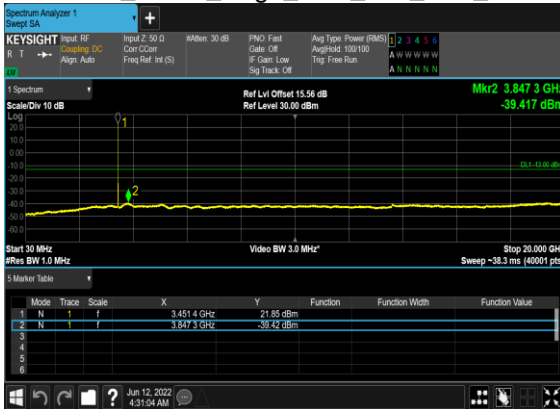 Spectrum Analyzer 1
Swept SA
+
KEYSIGHT Input: RF Input Z: 50 Ω #Atten: 30 dB PNO: Fast Avg Type: Power (RMS) 1 2 3 4 5 6
R T Coupling: DC Corr CCorr Gate: Off Avg|Hold: 100/100 A W W W W W
Align: Auto Freq Ref: Int (S) IF Gain: Low Trig: Free Run
LXI Sig Track: Off A N N N N N
1 Spectrum Ref Lvl Offset 15.56 dB Mkr2 3.847 3 GHz
Scale/Div 10 dB Ref Level 30.00 dBm -39.417 dBm
Log
20.0
10.0
0.00
-10.0
DL1 -13.00 dBm
-20.0
-30.0
-40.0
-50.0
-60.0
1
2
Start 30 MHz Video BW 3.0 MHz* Stop 20.000 GH
#Res BW 1.0 MHz Sweep ~38.3 ms (40001 pts
5 Marker Table
Mode Trace Scale X Y Function Function Width Function Value
1 N 1 f 3.451 4 GHz 21.85 dBm
2 N 1 f 3.847 3 GHz -39.42 dBm
3
4
5
6
? Jun 12, 2022
4:31:04 AM